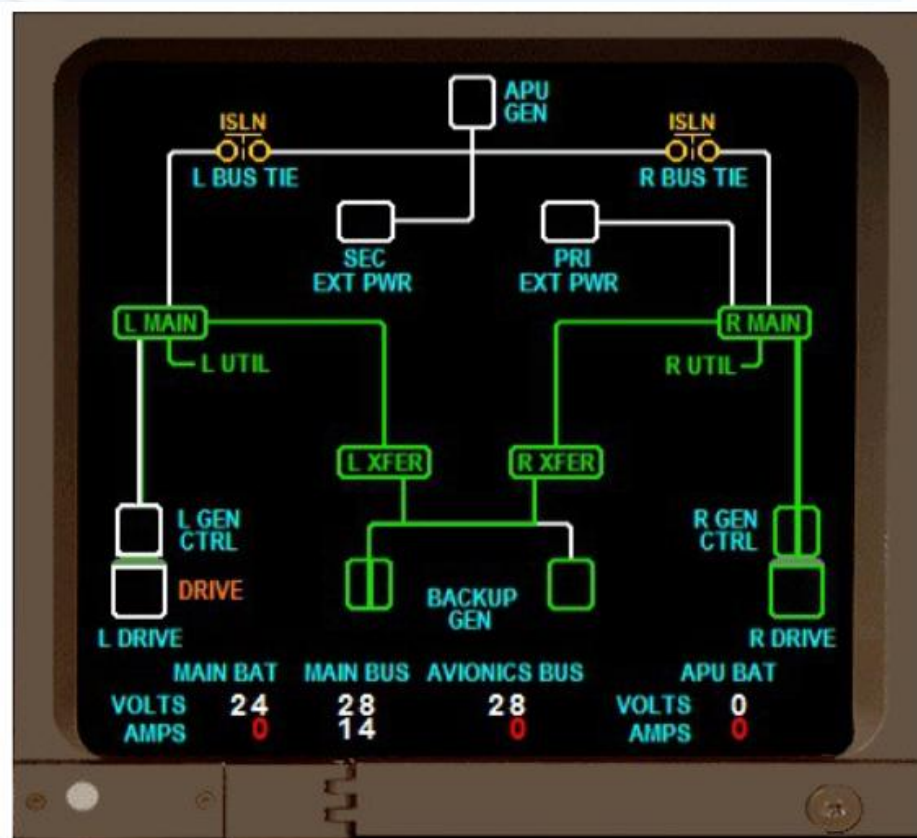 APU
GEN
ISLN
ISLN
L BUS TIE
R BUS TIE
SEC
EXT PWR
PRI
EXT PWR
L MAIN
R MAIN
L UTIL
R UTIL
L XFER
R XFER
L GEN
CTRL
R GEN
CTRL
DRIVE
BACKUP
GEN
L DRIVE
R DRIVE
MAIN BAT MAIN BUS AVIONICS BUS APU BAT
VOLTS 24 28 28 VOLTS 0
AMPS 0 14 0 AMPS 0